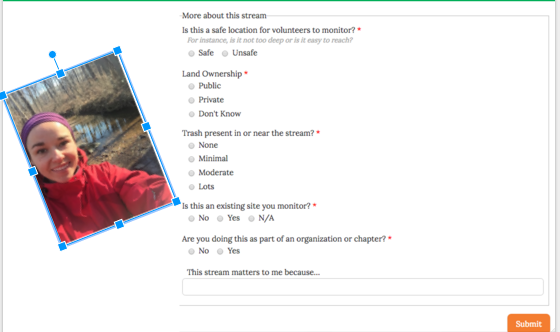 More about this stream
Is this a safe location for volunteers to monitor? *
For instance, is it not too deep or is it easy to reach?
Safe Unsafe
Land Ownership *
Public
Private
Don't Know
Trash present in or near the stream? *
None
Minimal
Moderate
Lots
Is this an existing site you monitor? *
No Yes N/A
Are you doing this as part of an organization or chapter? *
No Yes
This stream matters to me because...
Submit